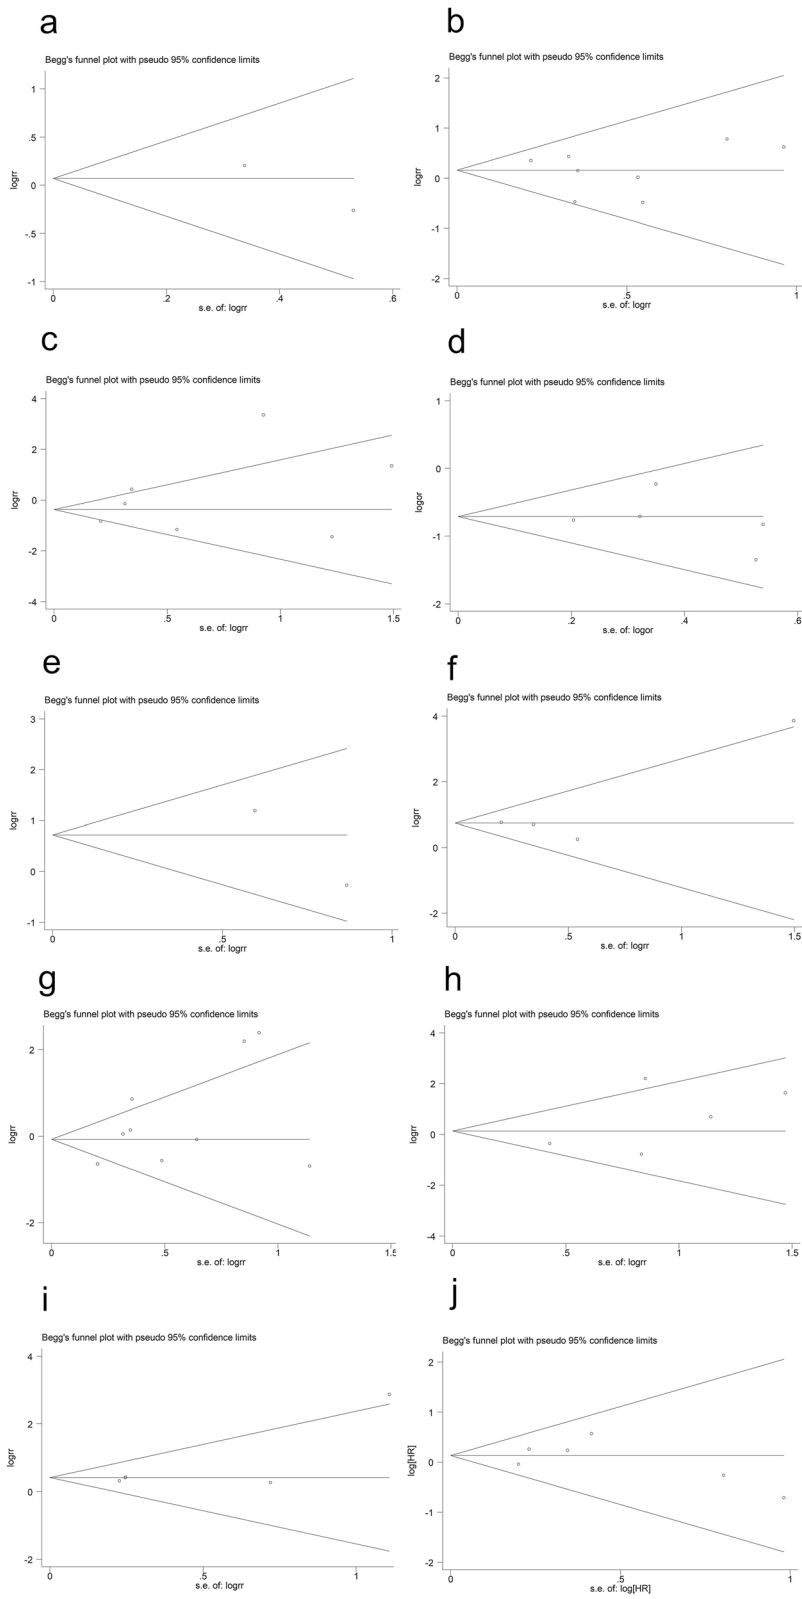 a
Begg's funnel plot with pseudo 95% confidence limits
logrr
1
.5
0
-.5
-1
0 .2 .4 .6
s.e. of: logrr
b
Begg's funnel plot with pseudo 95% confidence limits
logrr
2
1
0
-1
-2
0 .5 1
s.e. of: logrr
c
Begg's funnel plot with pseudo 95% confidence limits
logrr
4
2
0
-2
-4
0 .5 1 1.5
s.e. of: logrr
d
Begg's funnel plot with pseudo 95% confidence limits
logor
1
0
-1
-2
0 .2 .4 .6
s.e. of: logor
e
Begg's funnel plot with pseudo 95% confidence limits
logrr
3
2
1
0
-1
0 .5 1
s.e. of: logrr
f
Begg's funnel plot with pseudo 95% confidence limits
logrr
4
2
0
-2
0 .5 1 1.5
s.e. of: logrr
g
Begg's funnel plot with pseudo 95% confidence limits
logrr
2
0
-2
0 .5 1 1.5
s.e. of: logrr
h
Begg's funnel plot with pseudo 95% confidence limits
logrr
4
2
0
-2
-4
0 .5 1 1.5
s.e. of: logrr
i
Begg's funnel plot with pseudo 95% confidence limits
logrr
4
2
0
-2
0 .5 1
s.e. of: logrr
j
Begg's funnel plot with pseudo 95% confidence limits
log[HR]
2
1
0
-1
-2
0 .5 1
s.e. of: log[HR]